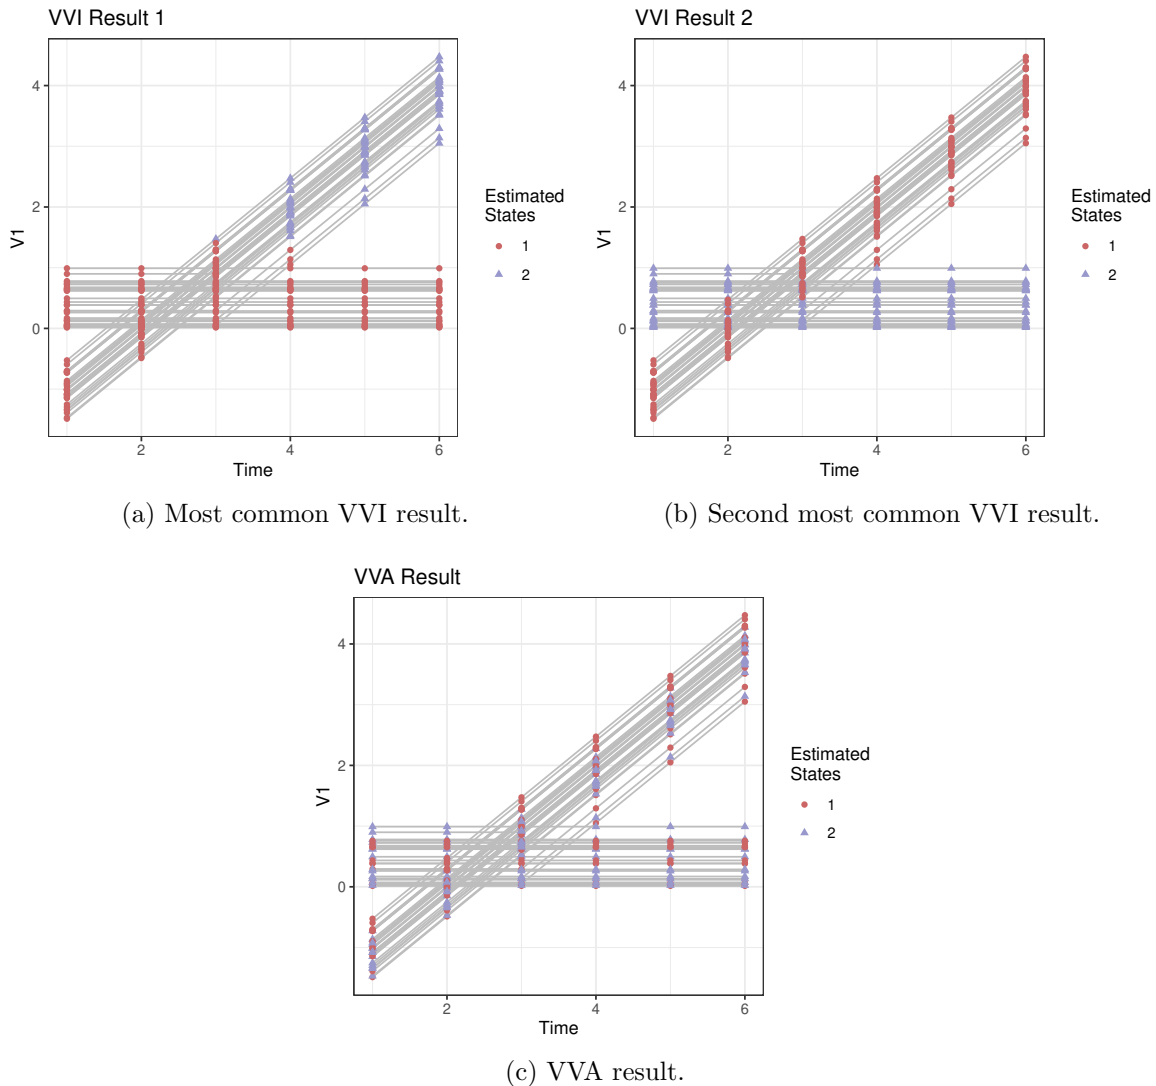 VVI Result 1
4
2
0
V1
2
4
6
Time
Estimated
States
1
2
(a) Most common VVI result.
VVI Result 2
4
2
0
V1
2
4
6
Time
Estimated
States
1
2
(b) Second most common VVI result.
VVA Result
4
2
0
V1
2
4
6
Time
Estimated
States
1
2
(c) VVA result.